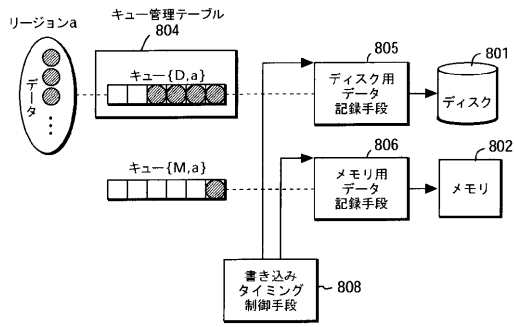 リージョンa
データ
キュー管理テーブル
804
キュー{D,a}
キュー{M,a}
805
ディスク用
データ
記録手段
801
ディスク
806
メモリ用
データ
記録手段
802
メモリ
書き込み
タイミング
制御手段
808